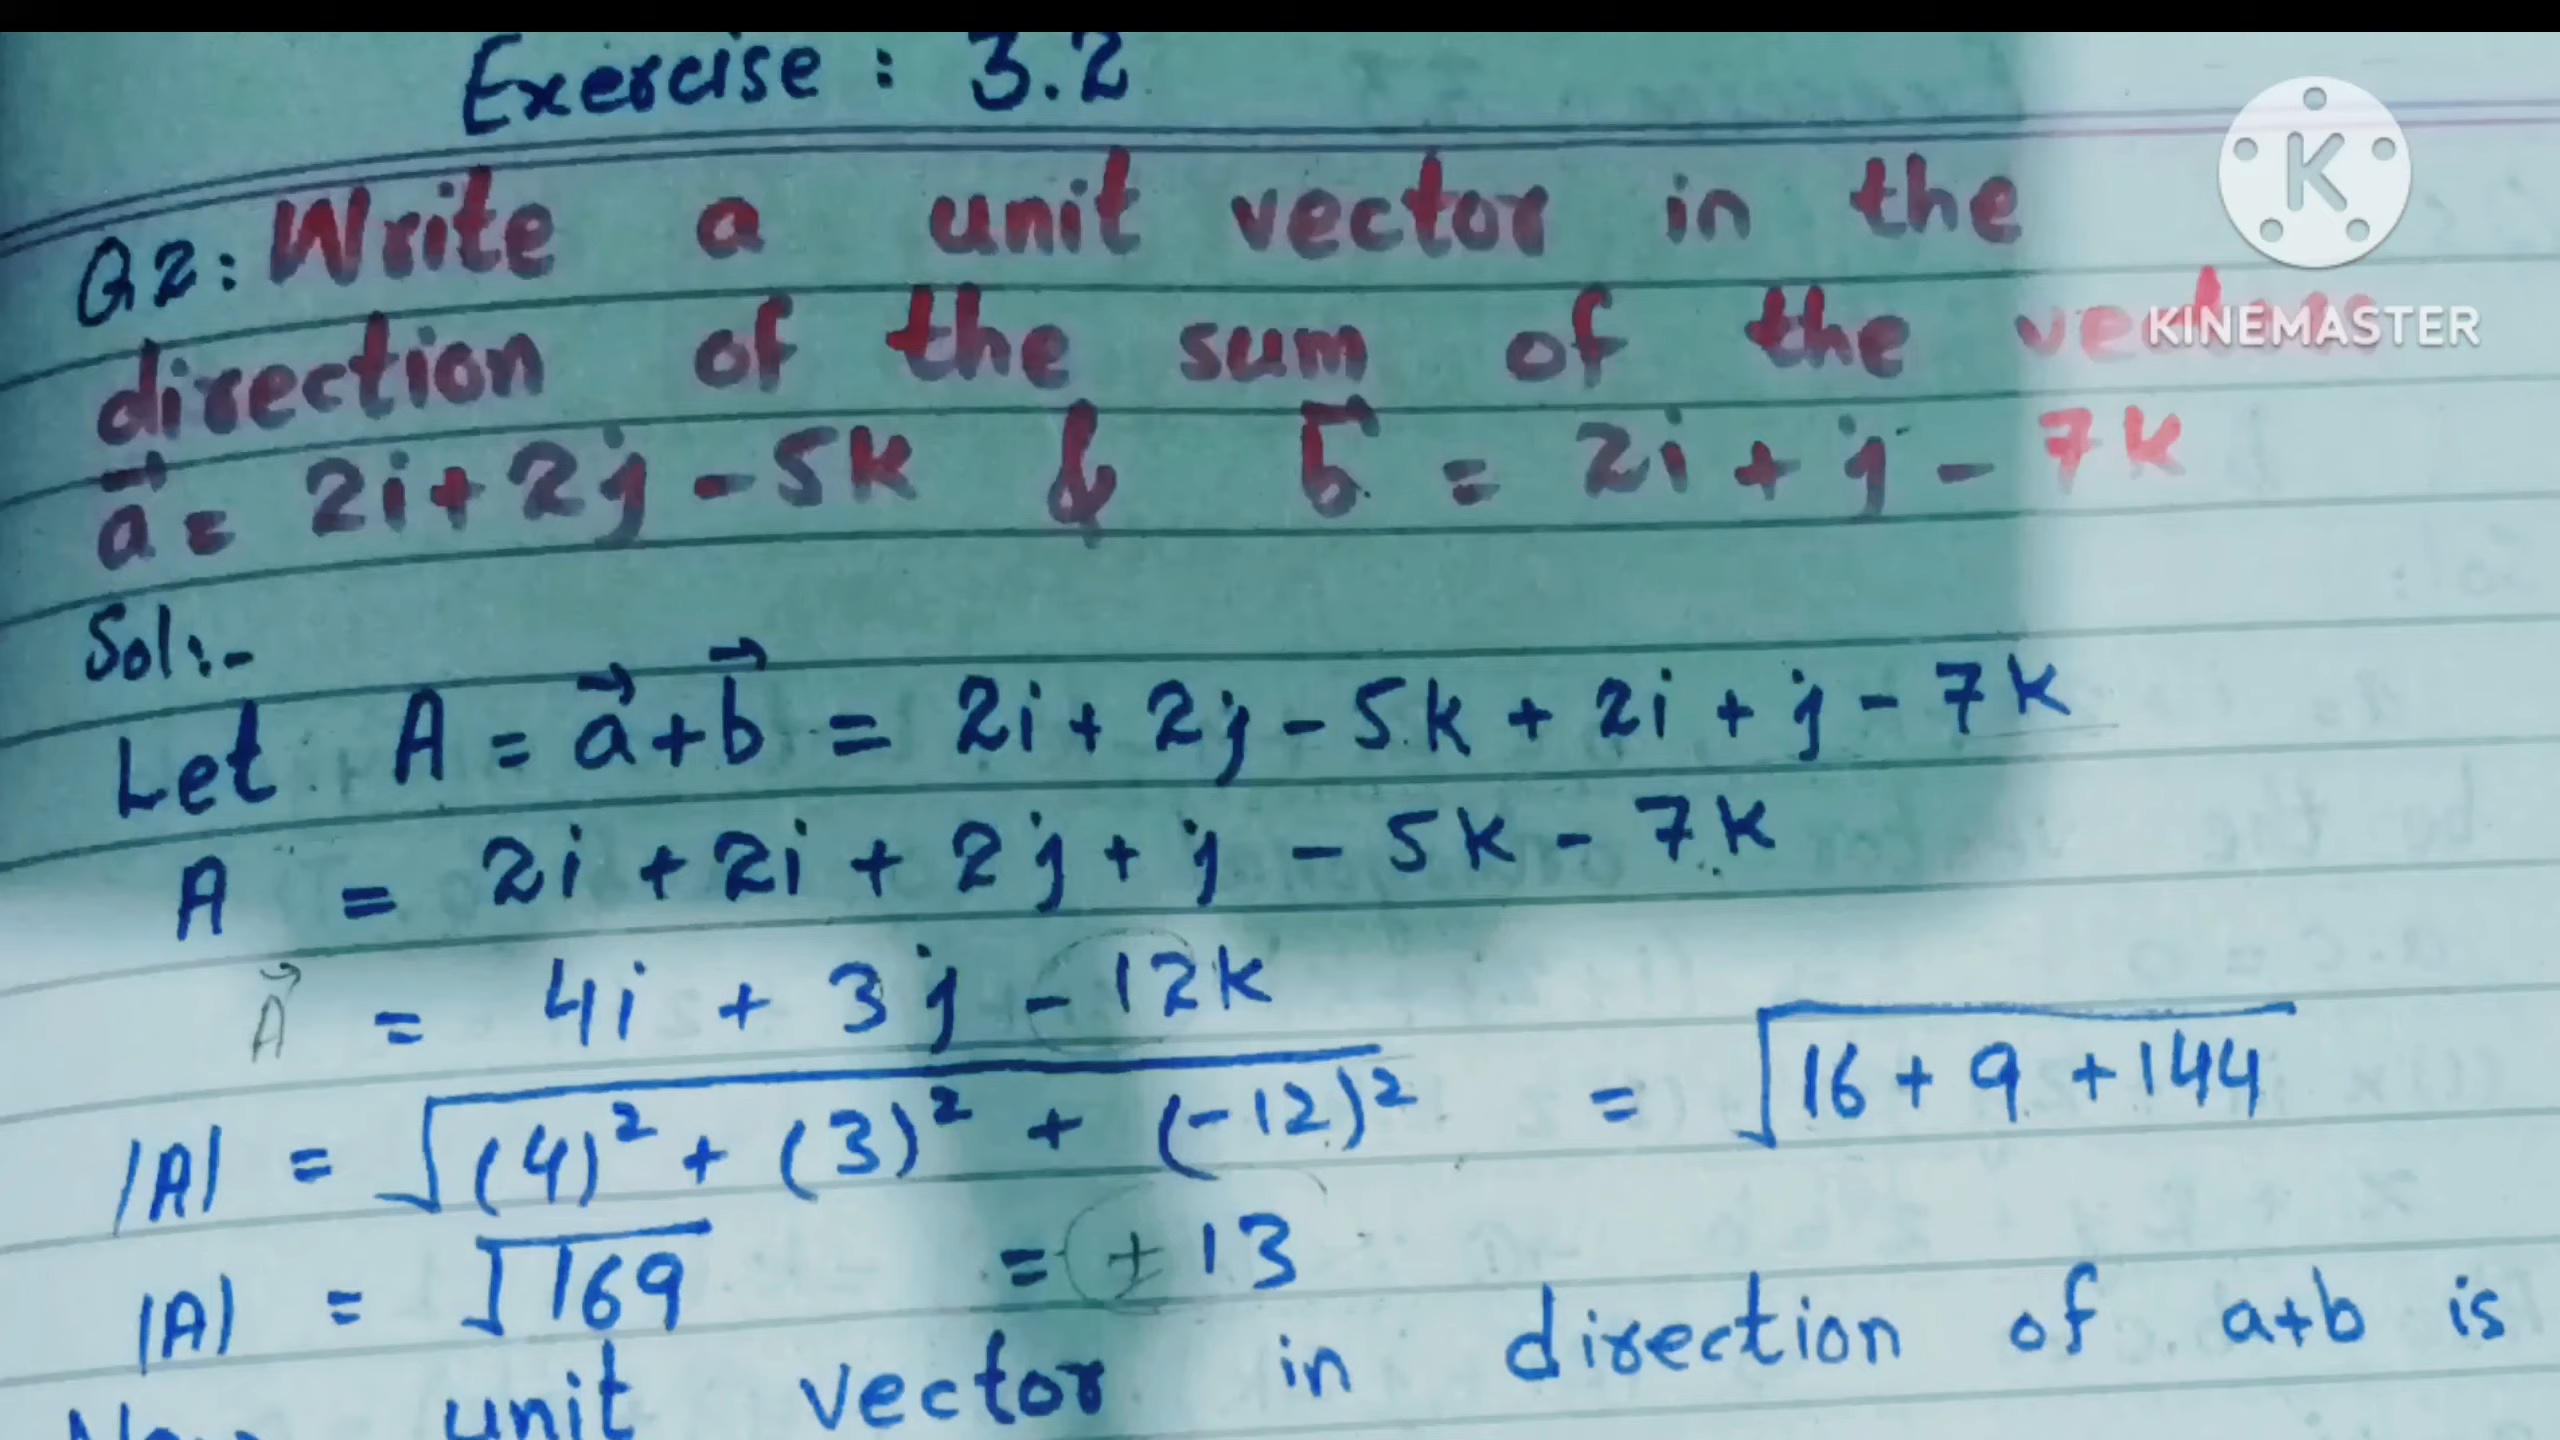 Exercise : 3.2
Q2: Write a unit vector in the
direction of the sum of the vectors
a⃗ = 2i + 2j - 5k & b⃗ = 2i + j - 7k
KINEMASTER
Sol:-
Let A = a⃗ + b⃗ = 2i + 2j - 5k + 2i + j - 7k
A = 2i + 2i + 2j + j - 5k - 7k
A⃗ = 4i + 3j - 12k
|A| = √(4)² + (3)² + (-12)² = √16 + 9 + 144
|A| = √169 = ± 13
Now unit vector in direction of a+b is